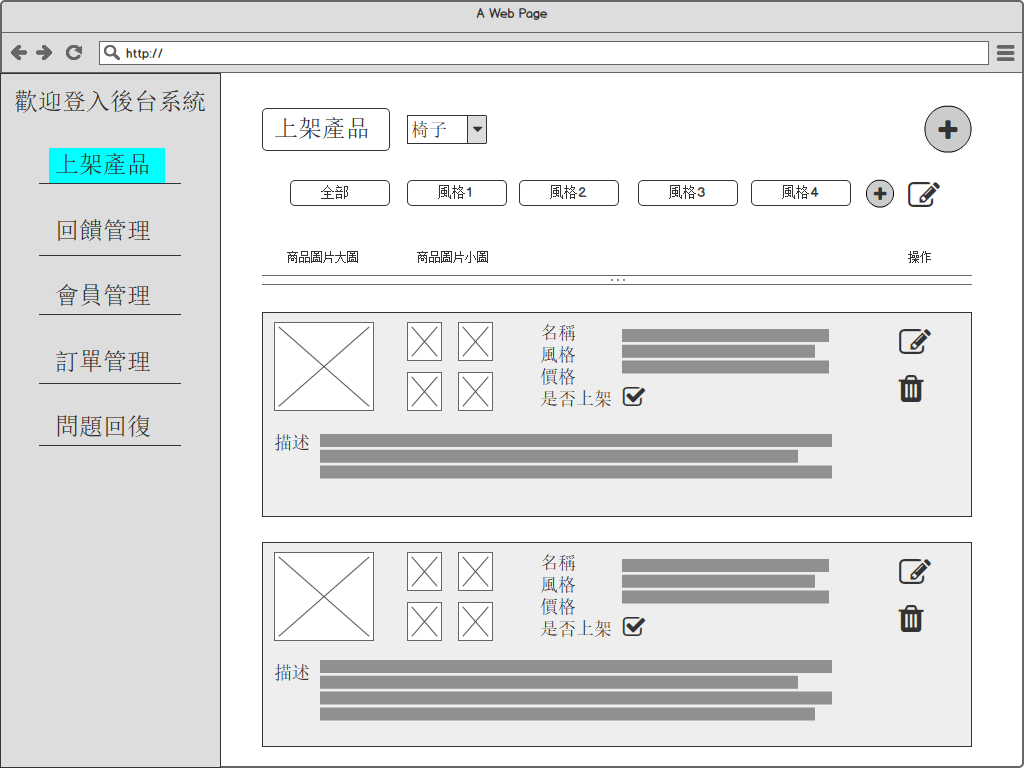 A Web Page
http://
歡迎登入後台系統
上架產品
回饋管理
會員管理
訂單管理
問題回復
上架產品 椅子
全部 風格1 風格2 風格3 風格4
商品圖片大圖 商品圖片小圖 操作
名稱
風格
價格
是否上架
描述
名稱
風格
價格
是否上架
描述